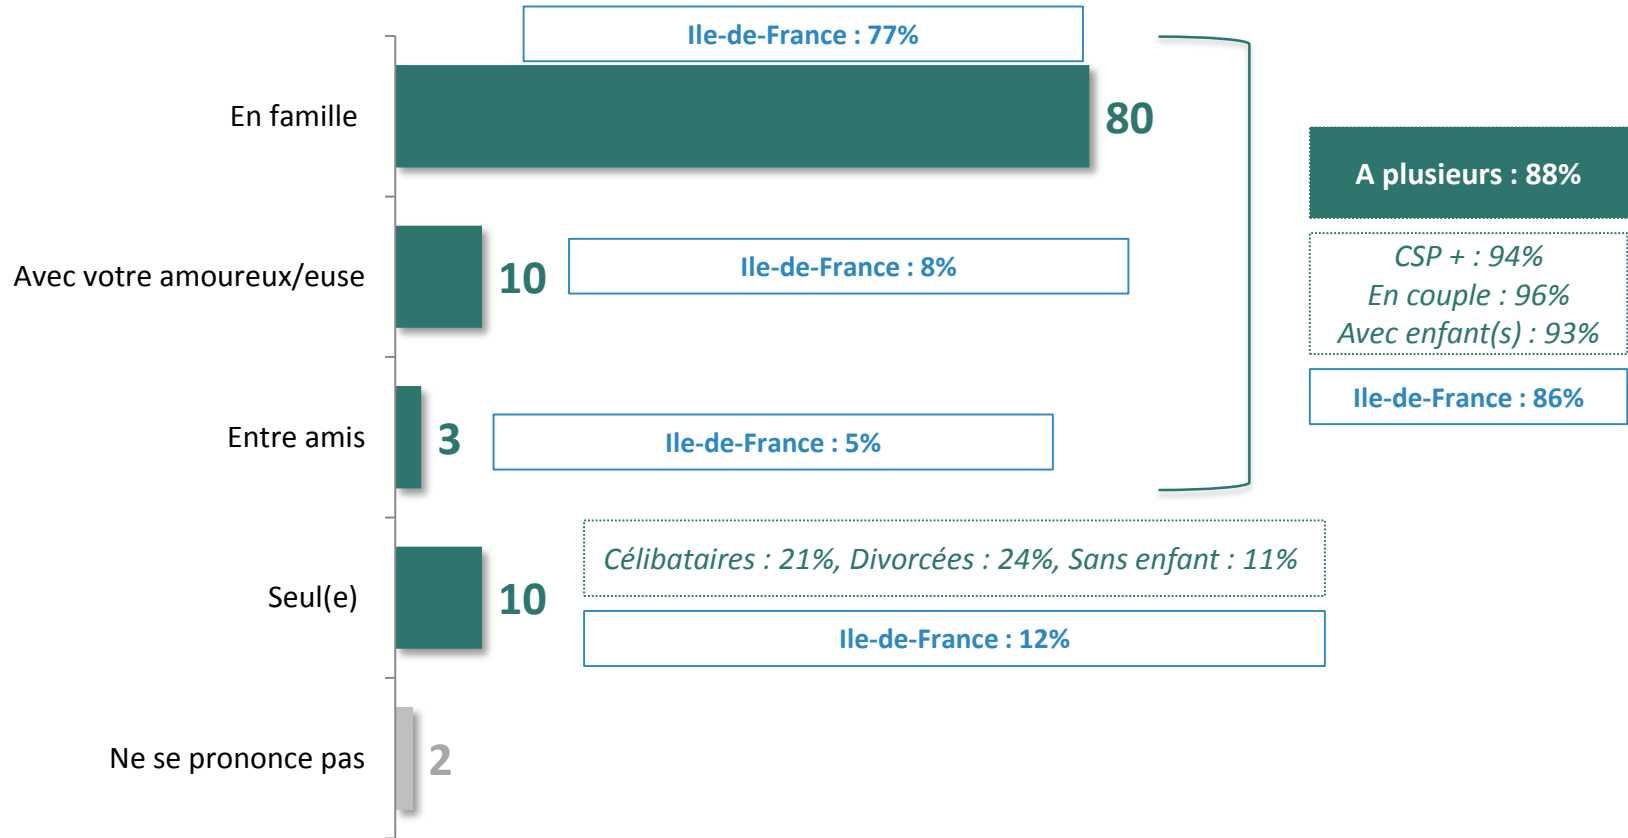 Ile-de-France : 77%
En famille
80
A plusieurs : 88%
CSP + : 94%
En couple : 96%
Avec enfant(s) : 93%
Ile-de-France : 86%
Avec votre amoureux/euse
10
Ile-de-France : 8%
Entre amis
3
Ile-de-France : 5%
Seul(e)
10
Célibataires : 21%, Divorcées : 24%, Sans enfant : 11%
Ile-de-France : 12%
Ne se prononce pas
2